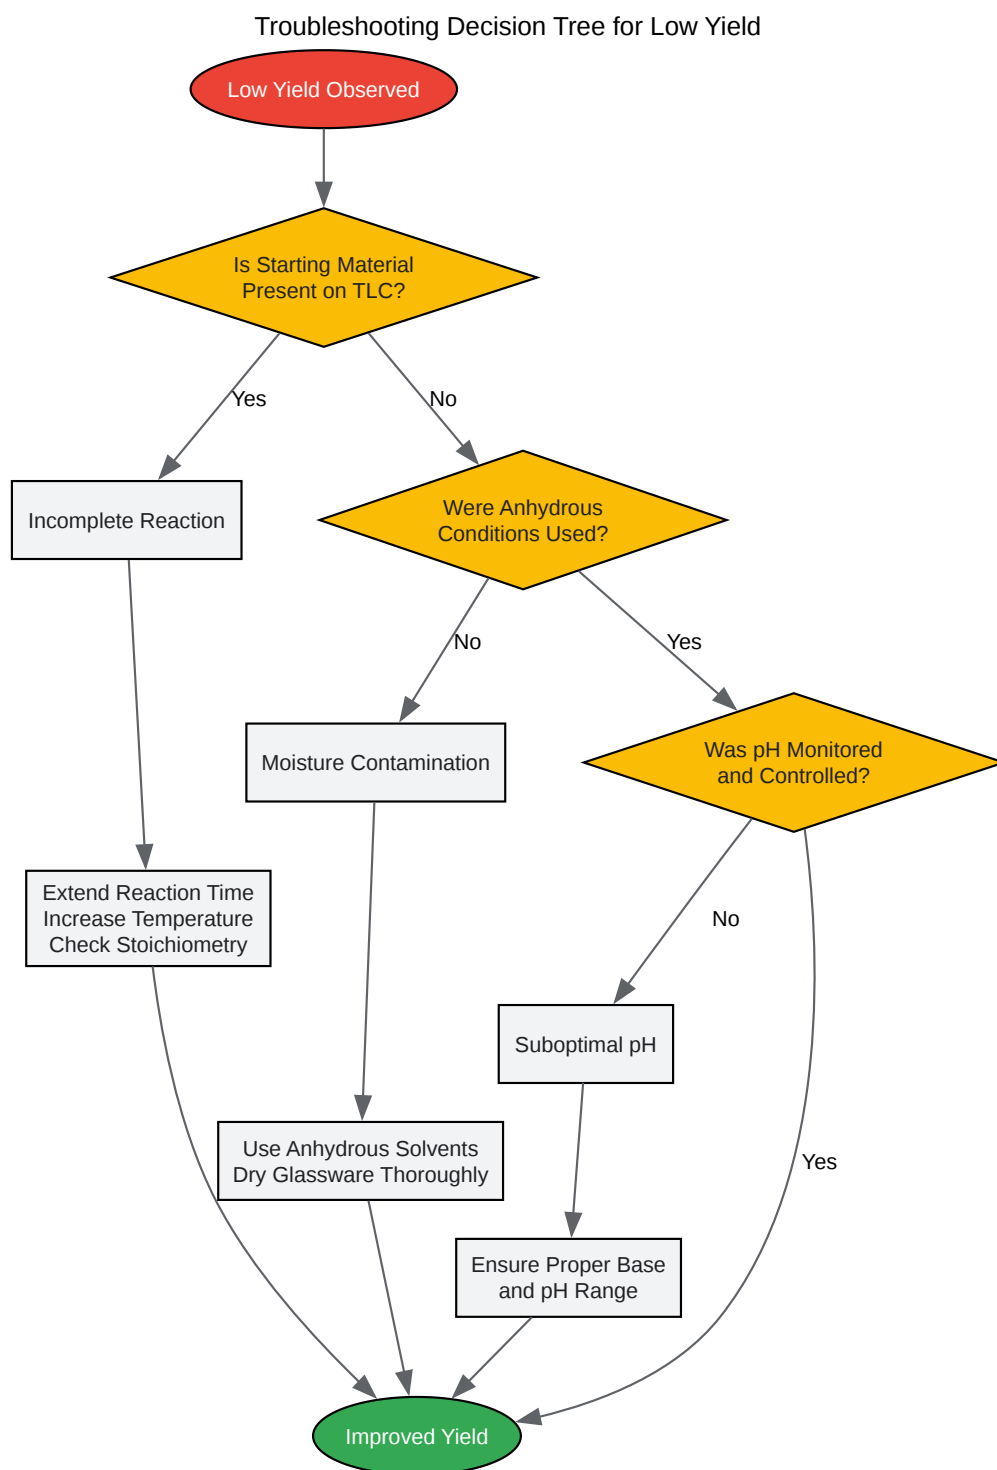 Troubleshooting Decision Tree for Low Yield
Low Yield Observed
Is Starting Material
Present on TLC?
Yes
No
Incomplete Reaction
Were Anhydrous
Conditions Used?
No
Yes
Moisture Contamination
Was pH Monitored
and Controlled?
Extend Reaction Time
Increase Temperature
Check Stoichiometry
No
Suboptimal pH
Use Anhydrous Solvents
Dry Glassware Thoroughly
Yes
Ensure Proper Base
and pH Range
Improved Yield